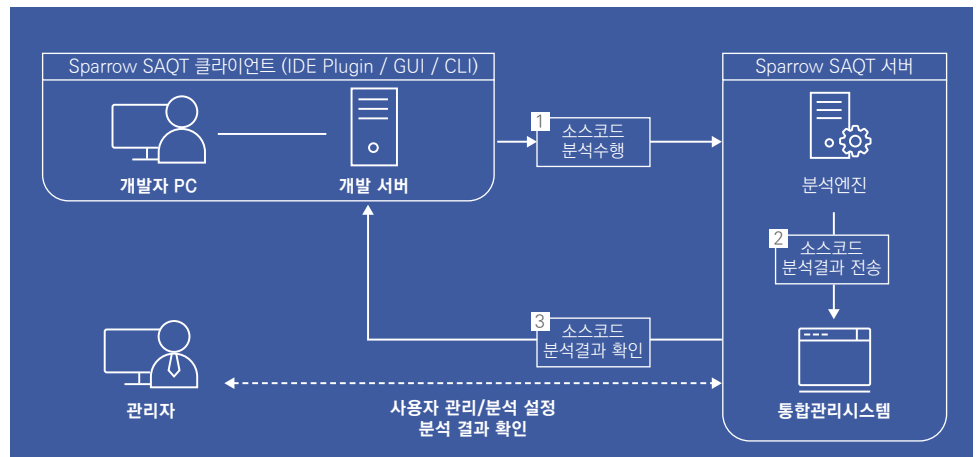 Sparrow SAQT 클라이언트 (IDE Plugin / GUI / CLI)
개발자 PC
개발 서버
1
소스코드
분석수행
Sparrow SAQT 서버
분석엔진
2
소스코드
분석결과 전송
3
소스코드
분석결과 확인
관리자
사용자 관리/분석 설정
분석 결과 확인
통합관리시스템